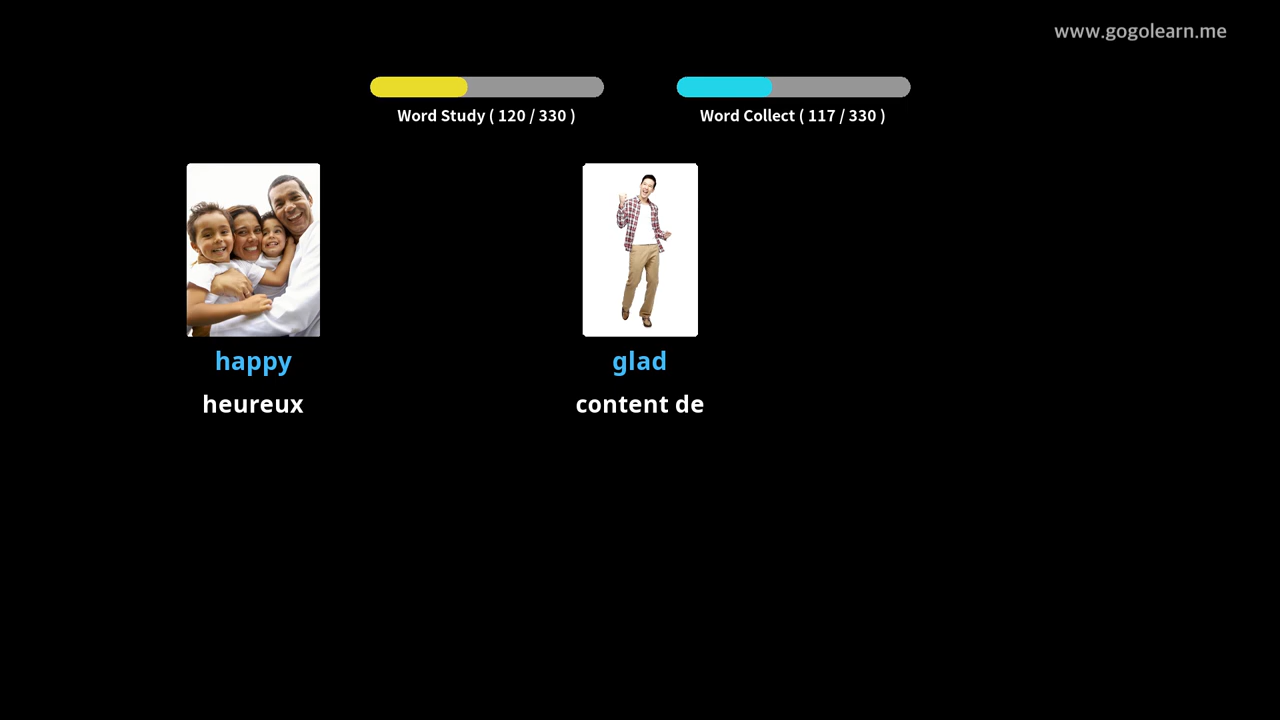 www.gogolearn.me
Word Study ( 120 / 330 )
Word Collect ( 117 / 330 )
happy
glad
heureux
content de